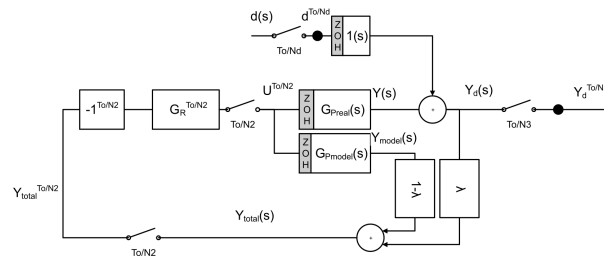 d(s)
d^To/Nd
To/Nd
Z O H
1(s)
U^To/N2
-1^To/N2
G_R^To/N2
To/N2
Z O H
G_Preal(s)
Y(s)
Y_d(s)
To/N3
Y_d^To/N
Z O H
G_Pmodel(s)
Y_model(s)
1-λ
λ
Y_total^To/N2
Y_total(s)
To/N2